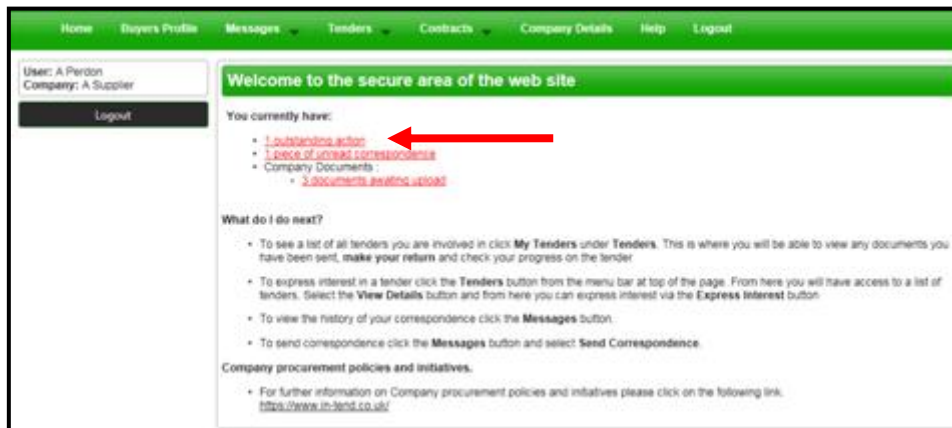 Home Buyers Profile Messages Tenders Contracts Company Details Help Logout
User: A Perdon
Company: A Supplier
Logout
Welcome to the secure area of the web site
You currently have:
1 outstanding action
1 piece of unread correspondence
Company Documents :
3 documents awaiting upload
What do I do next?
To see a list of all tenders you are involved in click My Tenders under Tenders. This is where you will be able to view any documents you
have been sent, make your return and check your progress on the tender
To express interest in a tender click the Tenders button from the menu bar at top of the page. From here you will have access to a list of
tenders. Select the View Details button and from here you can express interest via the Express Interest button
To view the history of your correspondence click the Messages button.
To send correspondence click the Messages button and select Send Correspondence.
Company procurement policies and initiatives.
For further information on Company procurement policies and initiatives please click on the following link.
https://www.in-tend.co.uk/